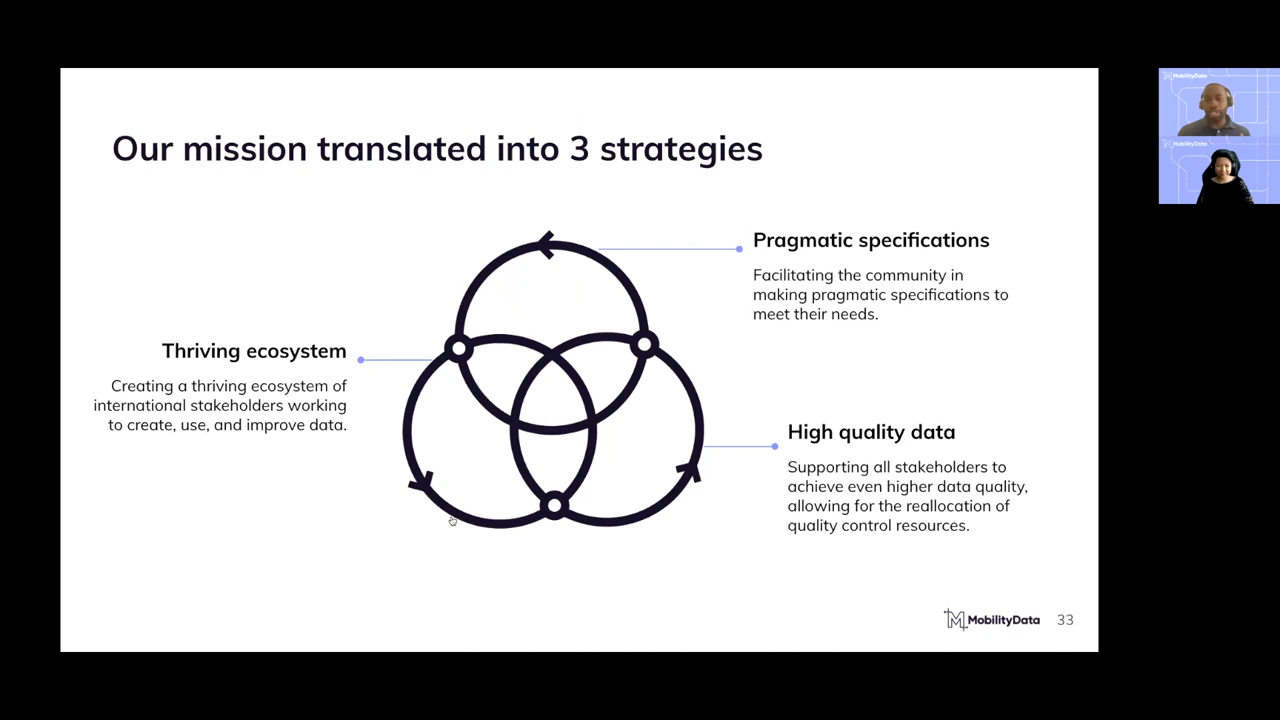 Our mission translated into 3 strategies
Pragmatic specifications
Facilitating the community in
making pragmatic specifications to
meet their needs.
Thriving ecosystem
Creating a thriving ecosystem of
international stakeholders working
to create, use, and improve data.
High quality data
Supporting all stakeholders to
achieve even higher data quality,
allowing for the reallocation of
quality control resources.
MobilityData 33
MobilityData
MobilityData